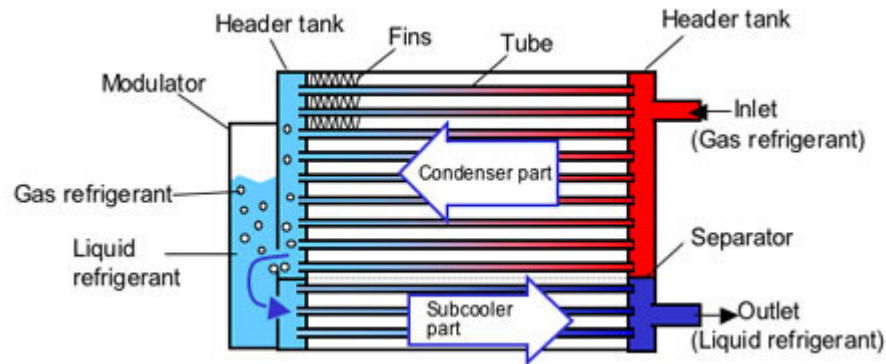 Header tank
Fins
Tube
Header tank
Modulator
Inlet
(Gas refrigerant)
Condenser part
Gas refrigerant
Liquid
refrigerant
Separator
Subcooler
part
Outlet
(Liquid refrigerant)